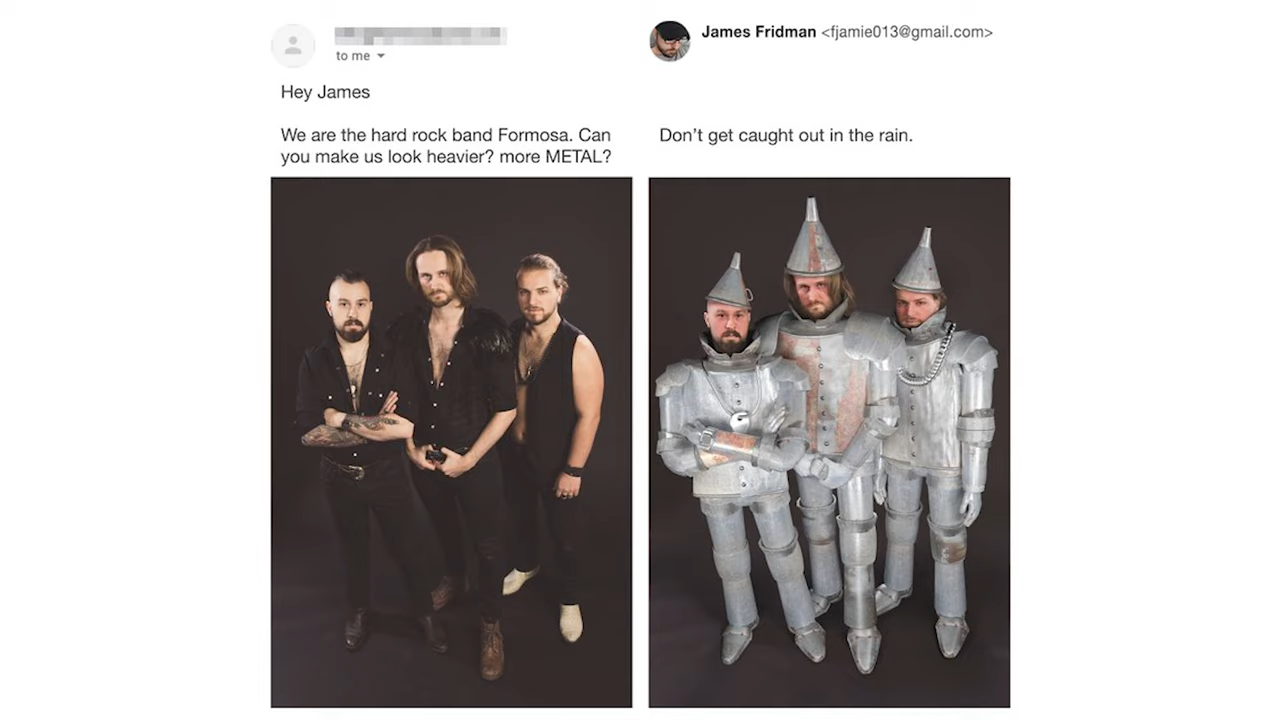 to me
Hey James
We are the hard rock band Formosa. Can
you make us look heavier? more METAL?
James Fridman <fjamie013@gmail.com>
Don't get caught out in the rain.